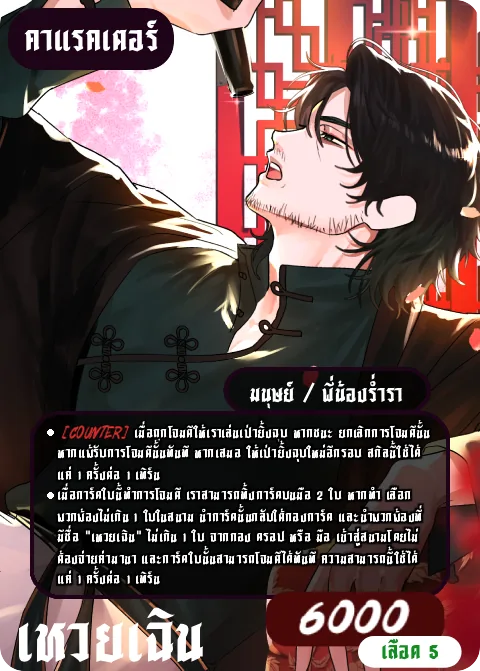 คาแรคเตอร์
มนุษย์ / พี่น้องร่ำรา
• [COUNTER] เมื่อถูกโจมตีให้เราเล่นเป่ายิ้งฉุบ หากชนะ ยกเลิกการโจมตีนั้น
หากแพ้รับการโจมตีนั้นทันที หากเสมอ ให้เป่ายิ้งฉุบใหม่อีกรอบ สกิลนี้ใช้ได้
แค่ 1 ครั้งต่อ 1 เทิร์น
• เมื่อการ์ดใบนี้ทำการโจมตี เราสามารถทิ้งการ์ดบนมือ 2 ใบ หากทำ เลือก
พวกพ้องไม่เกิน 1 ใบในสนาม นำการ์ดนั้นกลับใต้กองการ์ด และนำพวกพ้องที่
มีชื่อ "เหวยเฉิน" ไม่เกิน 1 ใบ จากกอง ดรอบ หรือ มือ เข้าสู่สนามโดยไม่
ต้องจ่ายค่ามานา และการ์ดใบนั้นสามารถโจมตีได้ทันที ความสามารถนี้ใช้ได้
แค่ 1 ครั้งต่อ 1 เทิร์น
6000
เหวยเฉิน
เลือด 5